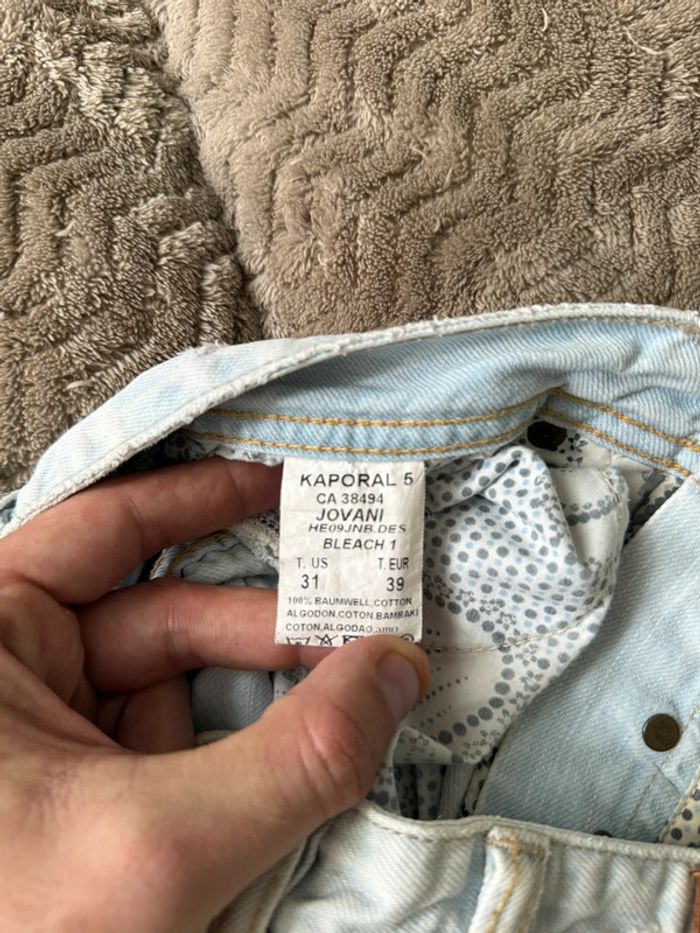 KAPORAL 5
CA 38494
JOVANI
HE09JNB.DES
BLEACH 1
T. US T. EUR
31 39
100% BAUMWELL,COTTON
ALGODON,COTON,BAMBAKI
COTON,ALGODAO,